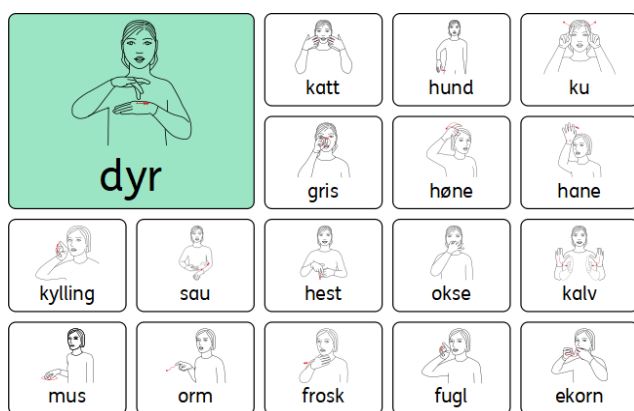 dyr
katt
hund
ku
gris
høne
hane
kylling
sau
hest
okse
kalv
mus
orm
frosk
fugl
ekorn